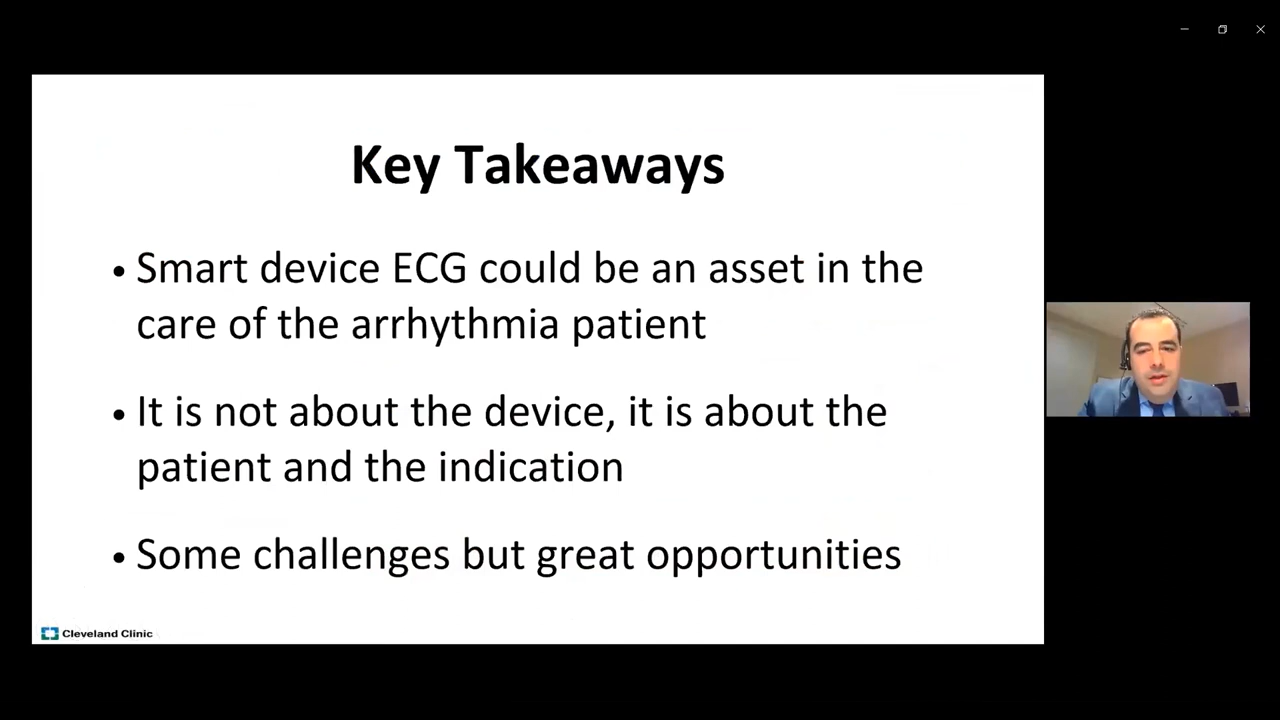 Key Takeaways
• Smart device ECG could be an asset in the
care of the arrhythmia patient
• It is not about the device, it is about the
patient and the indication
• Some challenges but great opportunities
Cleveland Clinic